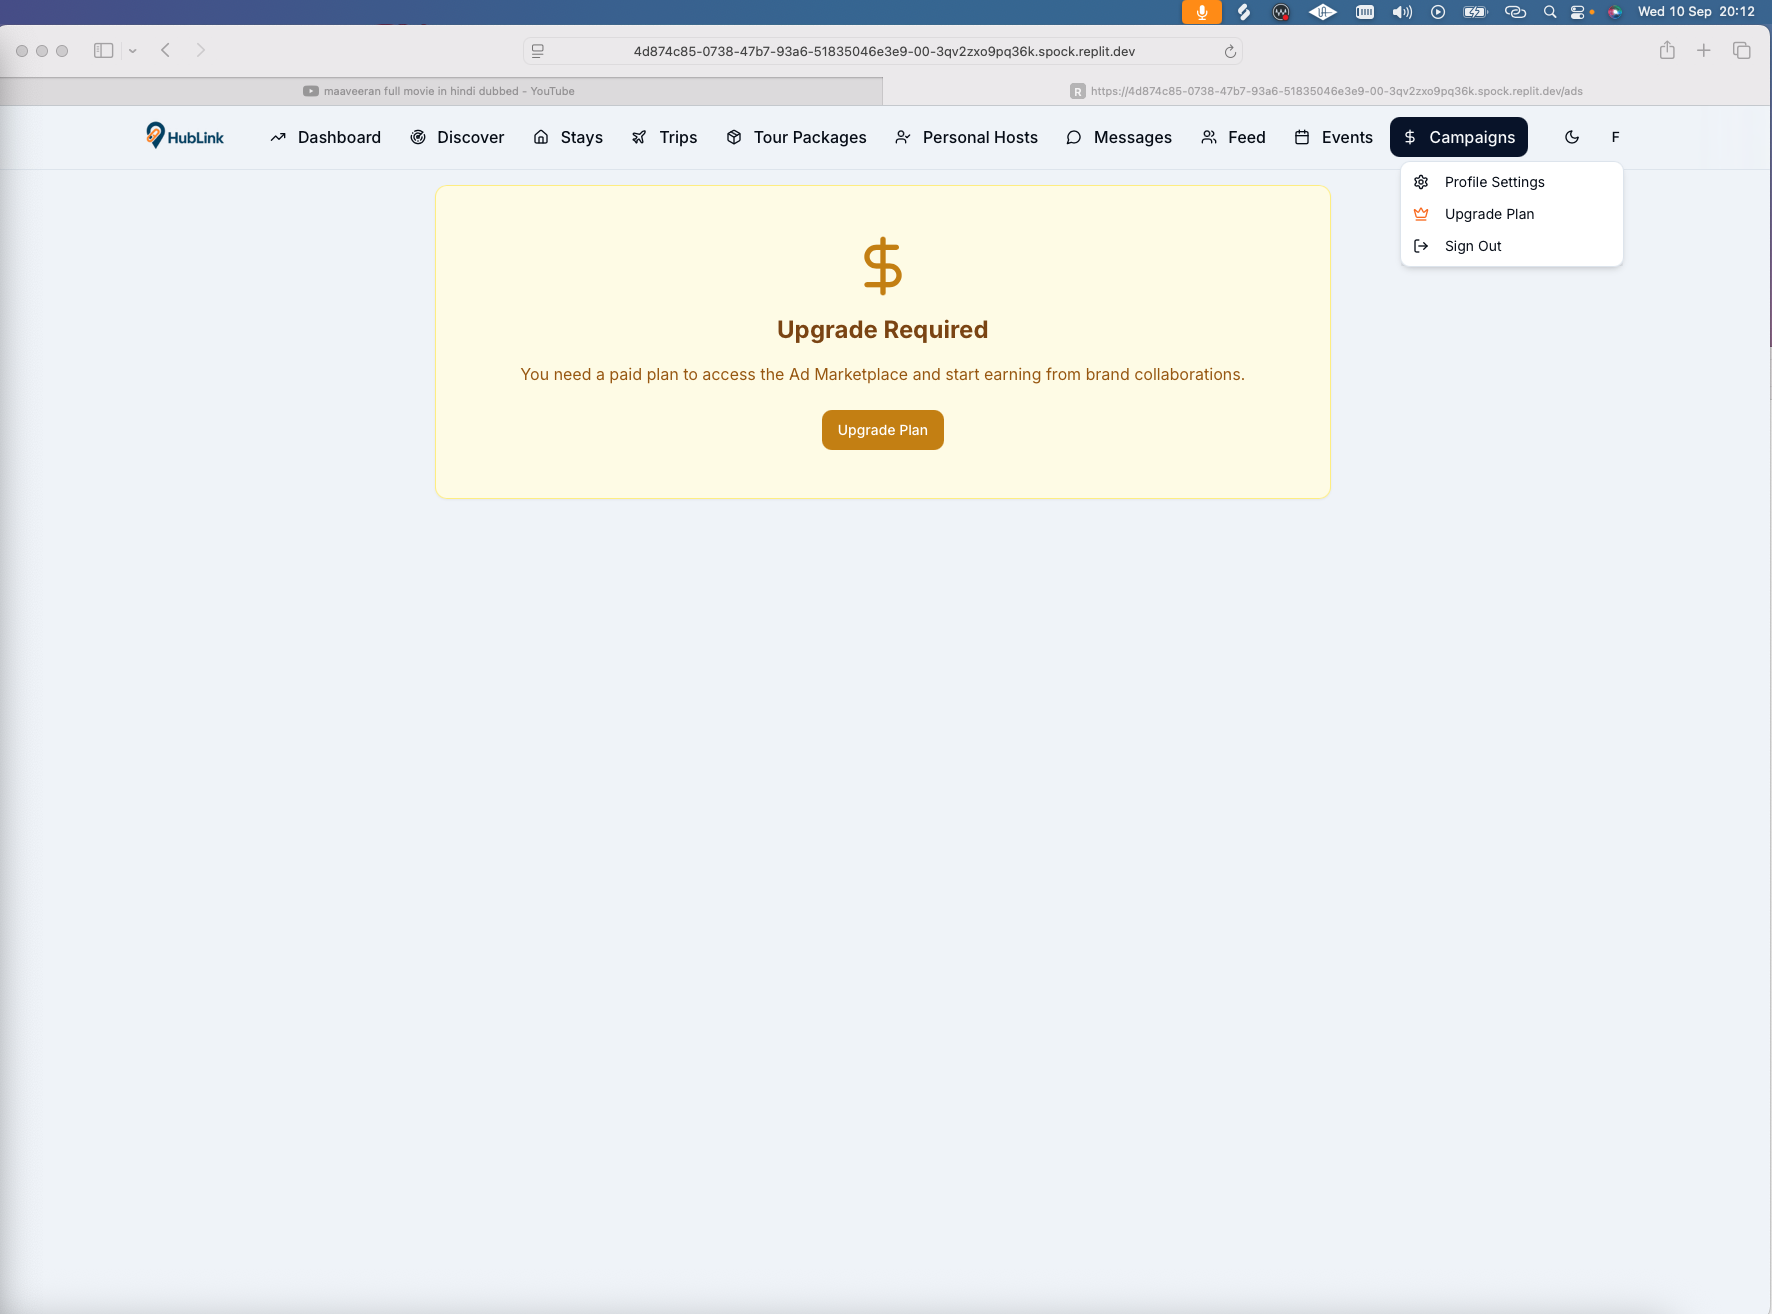 Wed 10 Sep 20:12
4d874c85-0738-47b7-93a6-51835046e3e9-00-3qv2zxo9pq36k.spock.replit.dev
maaveeran full movie in hindi dubbed - YouTube
R https://4d874c85-0738-47b7-93a6-51835046e3e9-00-3qv2zxo9pq36k.spock.replit.dev/ads
HubLink Dashboard Discover Stays Trips Tour Packages Personal Hosts Messages Feed Events $ Campaigns F
Profile Settings
Upgrade Plan
Sign Out
$
Upgrade Required
You need a paid plan to access the Ad Marketplace and start earning from brand collaborations.
Upgrade Plan